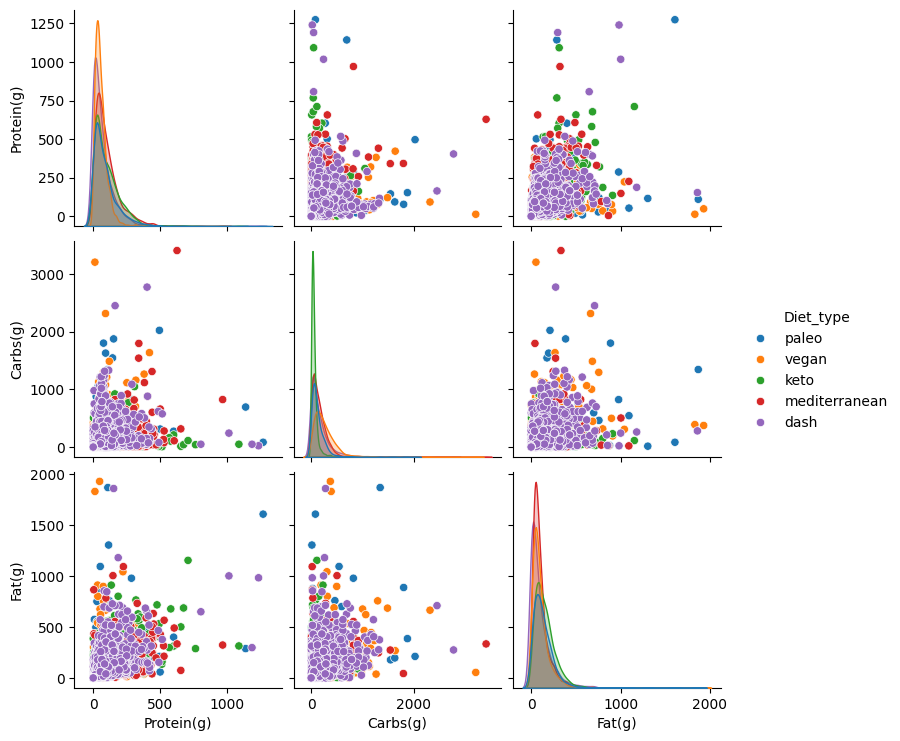 1250
1000
750
500
250
0
Protein(g)
3000
2000
1000
0
Carbs(g)
Diet_type
paleo
vegan
keto
mediterranean
dash
2000
1500
1000
500
0
Fat(g)
0 1000
0 2000
0 1000 2000
Protein(g) Carbs(g) Fat(g)